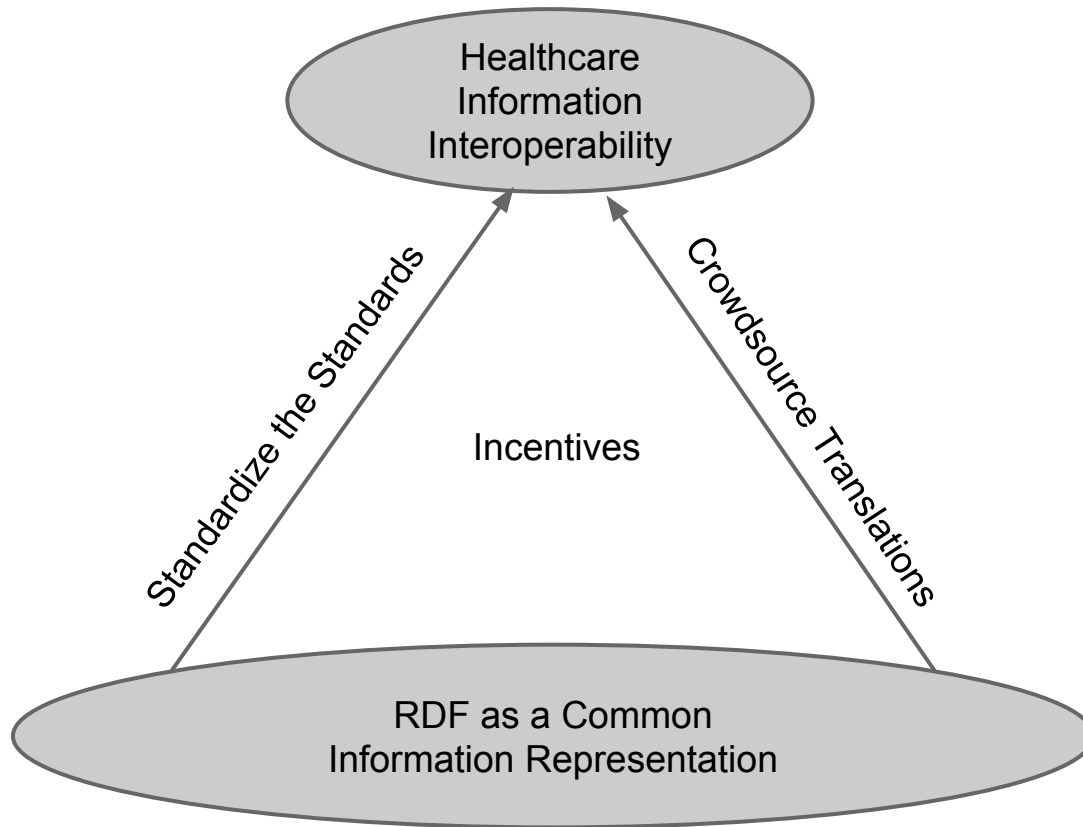 Healthcare
Information
Interoperability
Standardize the Standards
Crowdsource Translations
Incentives
RDF as a Common
Information Representation